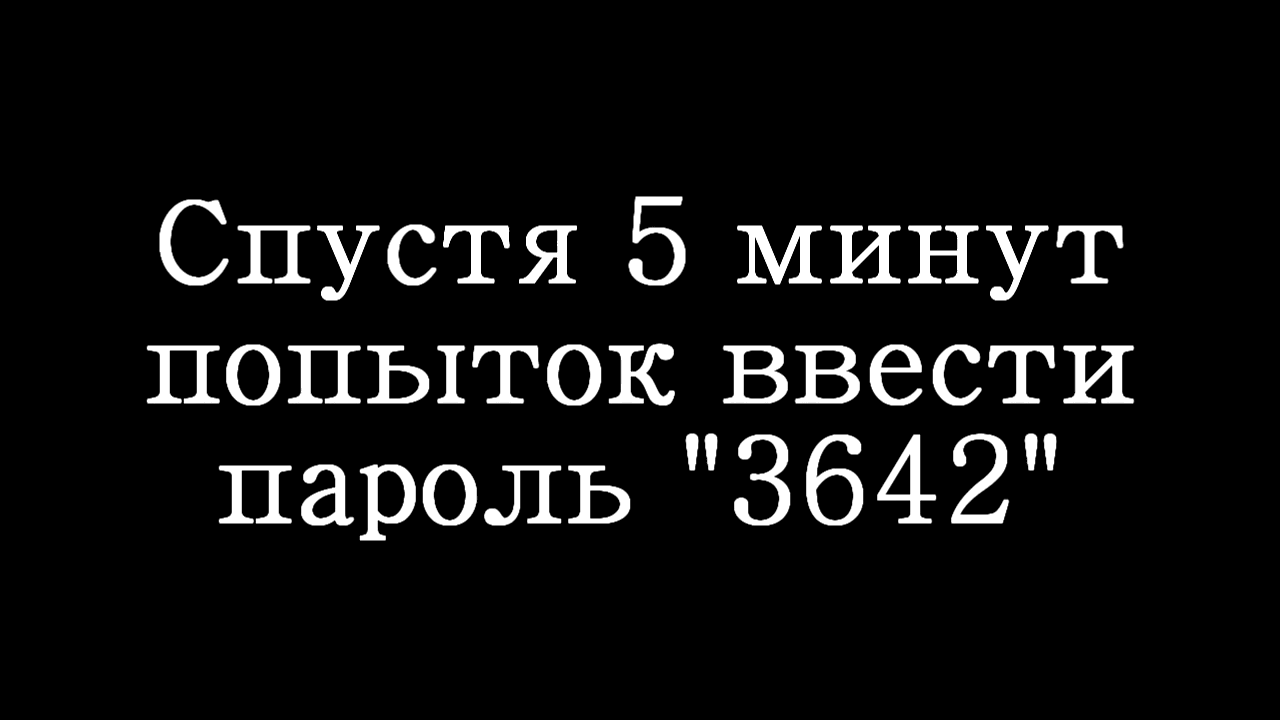 Спустя 5 минут
попыток ввести
пароль "3642"